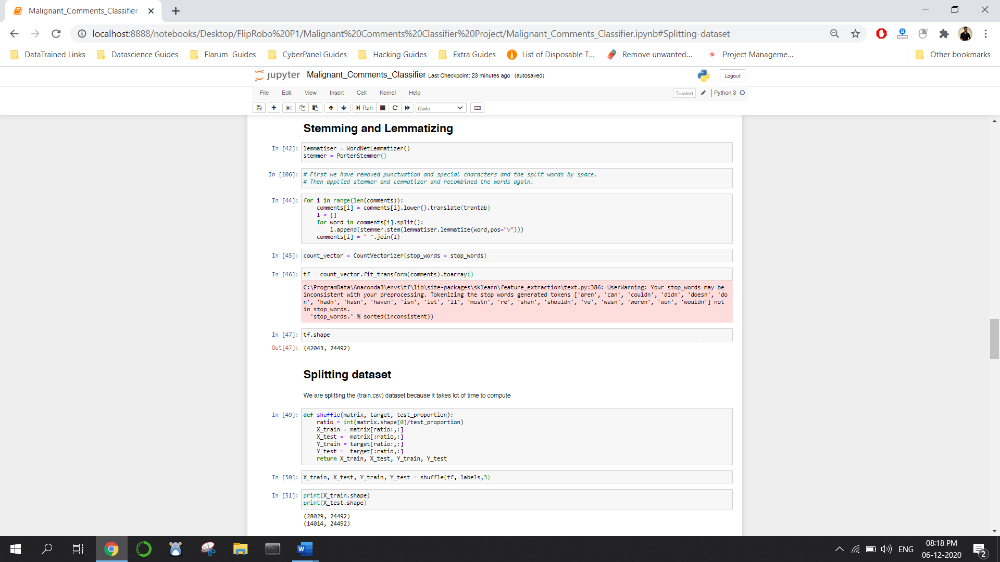 Malignant_Comments_Classifier -
localhost:8888/notebooks/Desktop/FlipRobo%20P1/Malignant%20Comments%20Classifier%20Project/Malignant_Comments_Classifier.ipynb#Splitting-dataset
DataTrained Links
Datascience Guides
Flarum Guides
CyberPanel Guides
Hacking Guides
Extra Guides
List of Disposable T...
Remove unwanted...
Project Manageme...
Other bookmarks
jupyter Malignant_Comments_Classifier Last Checkpoint: 23 minutes ago (autosaved)
Logout
File Edit View Insert Cell Kernel Help
Trusted
Python 3
Run
Code
Stemming and Lemmatizing
In [42]: lemmatiser = WordNetLemmatizer()
stemmer = PorterStemmer()
In [106]: # First we have removed punctuation and special characters and the split words by space.
# Then applied stemmer and lemmatizer and recombined the words again.
In [44]: for i in range(len(comments)):
    comments[i] = comments[i].lower().translate(trantab)
    l = []
    for word in comments[i].split():
        l.append(stemmer.stem(lemmatiser.lemmatize(word,pos="v")))
    comments[i] = " ".join(l)
In [45]: count_vector = CountVectorizer(stop_words = stop_words)
In [46]: tf = count_vector.fit_transform(comments).toarray()
C:\ProgramData\Anaconda3\envs\tf\lib\site-packages\sklearn\feature_extraction\text.py:386: UserWarning: Your stop_words may be
inconsistent with your preprocessing. Tokenizing the stop words generated tokens ['aren', 'can', 'couldn', 'didn', 'doesn', 'do
n', 'hadn', 'hasn', 'haven', 'isn', 'let', 'll', 'mustn', 're', 'shan', 'shouldn', 've', 'wasn', 'weren', 'won', 'wouldn'] not
in stop_words.
  'stop_words.' % sorted(inconsistent))
In [47]: tf.shape
Out[47]: (42043, 24492)
Splitting dataset
We are splitting the (train.csv) dataset because it takes lot of time to compute
In [49]: def shuffle(matrix, target, test_proportion):
    ratio = int(matrix.shape[0]/test_proportion)
    X_train = matrix[ratio:,:]
    X_test =  matrix[:ratio,:]
    Y_train = target[ratio:,:]
    Y_test =  target[:ratio,:]
    return X_train, X_test, Y_train, Y_test
In [50]: X_train, X_test, Y_train, Y_test = shuffle(tf, labels,3)
In [51]: print(X_train.shape)
print(X_test.shape)
(28029, 24492)
(14014, 24492)
ENG
08:18 PM
06-12-2020
2